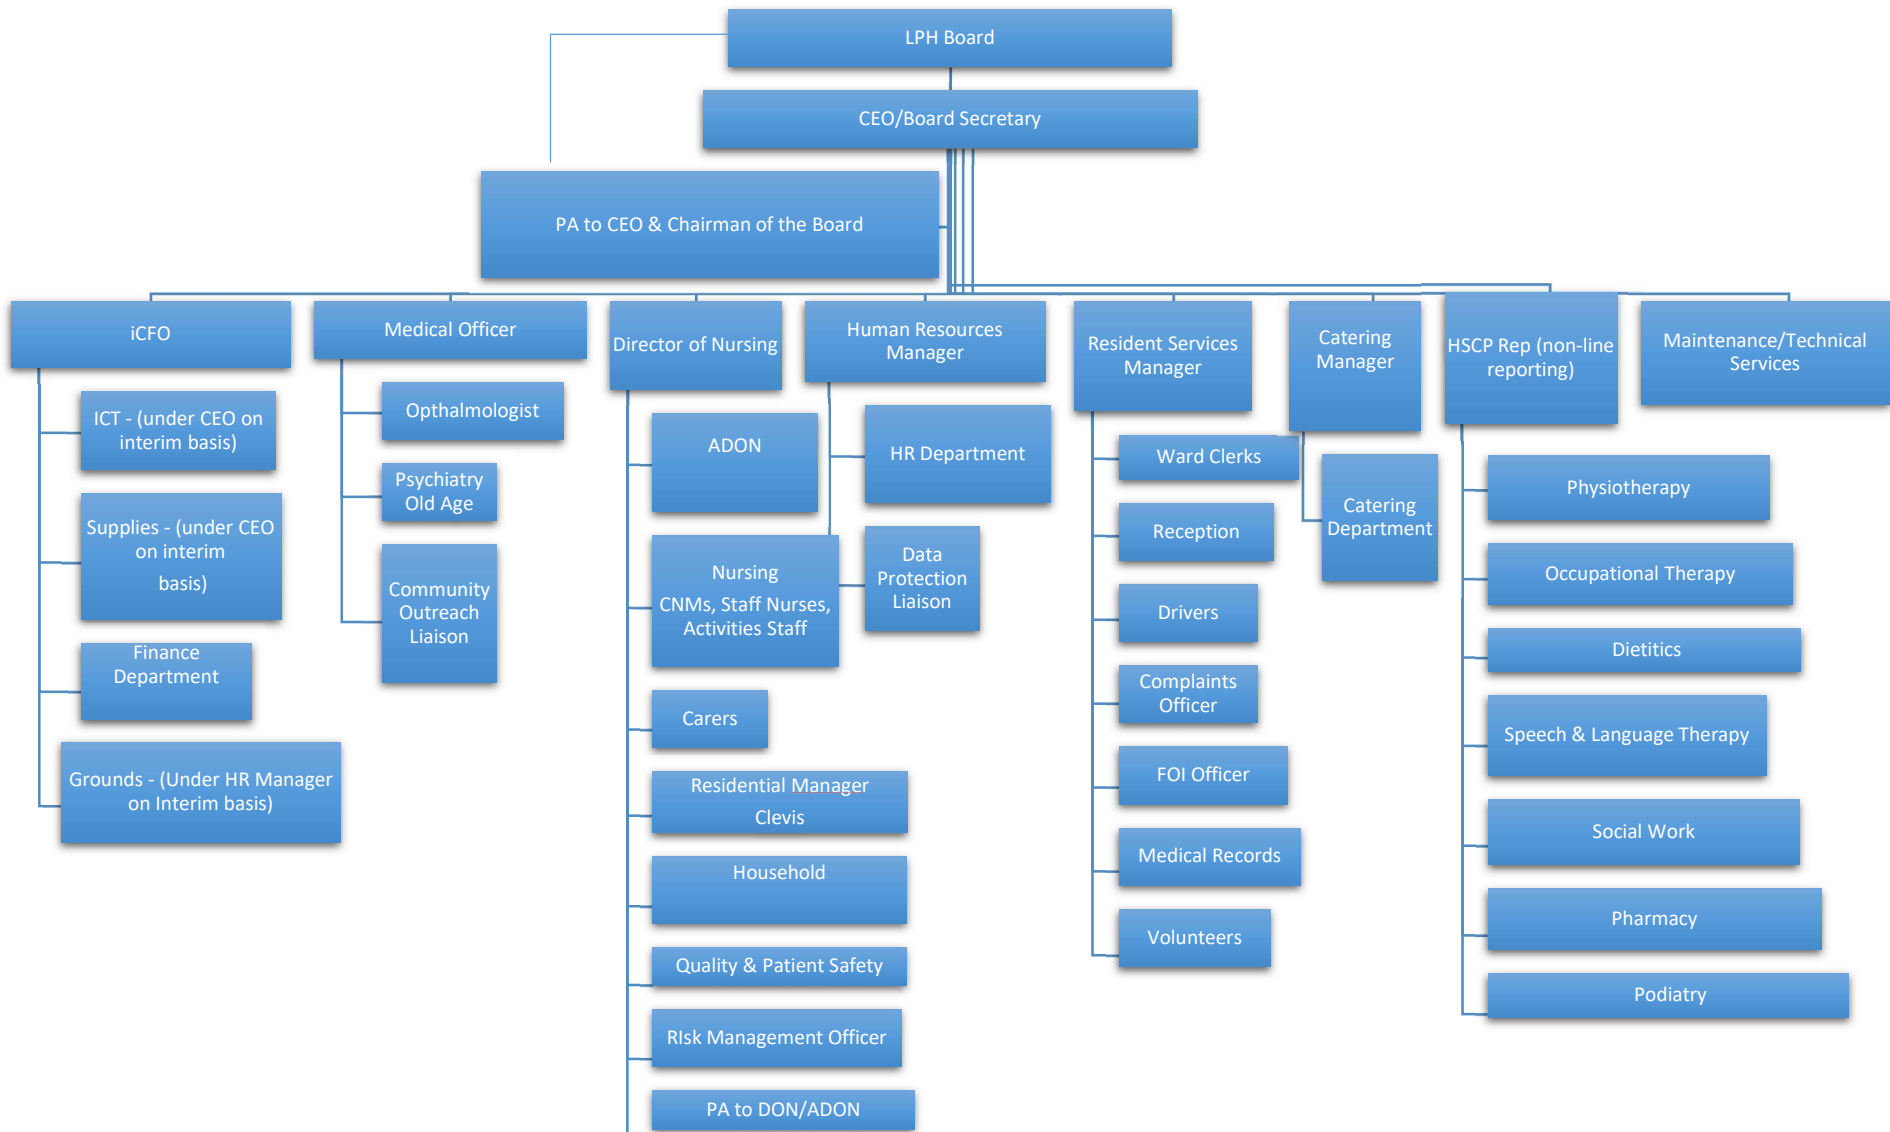 LPH Board
CEO/Board Secretary
PA to CEO & Chairman of the Board
iCFO
ICT - (under CEO on
interim basis)
Supplies - (under CEO
on interim
basis)
Finance
Department
Grounds - (Under HR Manager
on Interim basis)
Medical Officer
Opthalmologist
Psychiatry
Old Age
Community
Outreach
Liaison
Director of Nursing
ADON
Nursing
CNMs, Staff Nurses,
Activities Staff
Carers
Residential Manager
Clevis
Household
Quality & Patient Safety
RIsk Management Officer
PA to DON/ADON
Human Resources
Manager
HR Department
Data
Protection
Liaison
Resident Services
Manager
Ward Clerks
Reception
Drivers
Complaints
Officer
FOI Officer
Medical Records
Volunteers
Catering
Manager
Catering
Department
HSCP Rep (non-line
reporting)
Physiotherapy
Occupational Therapy
Dietitics
Speech & Language Therapy
Social Work
Pharmacy
Podiatry
Maintenance/Technical
Services